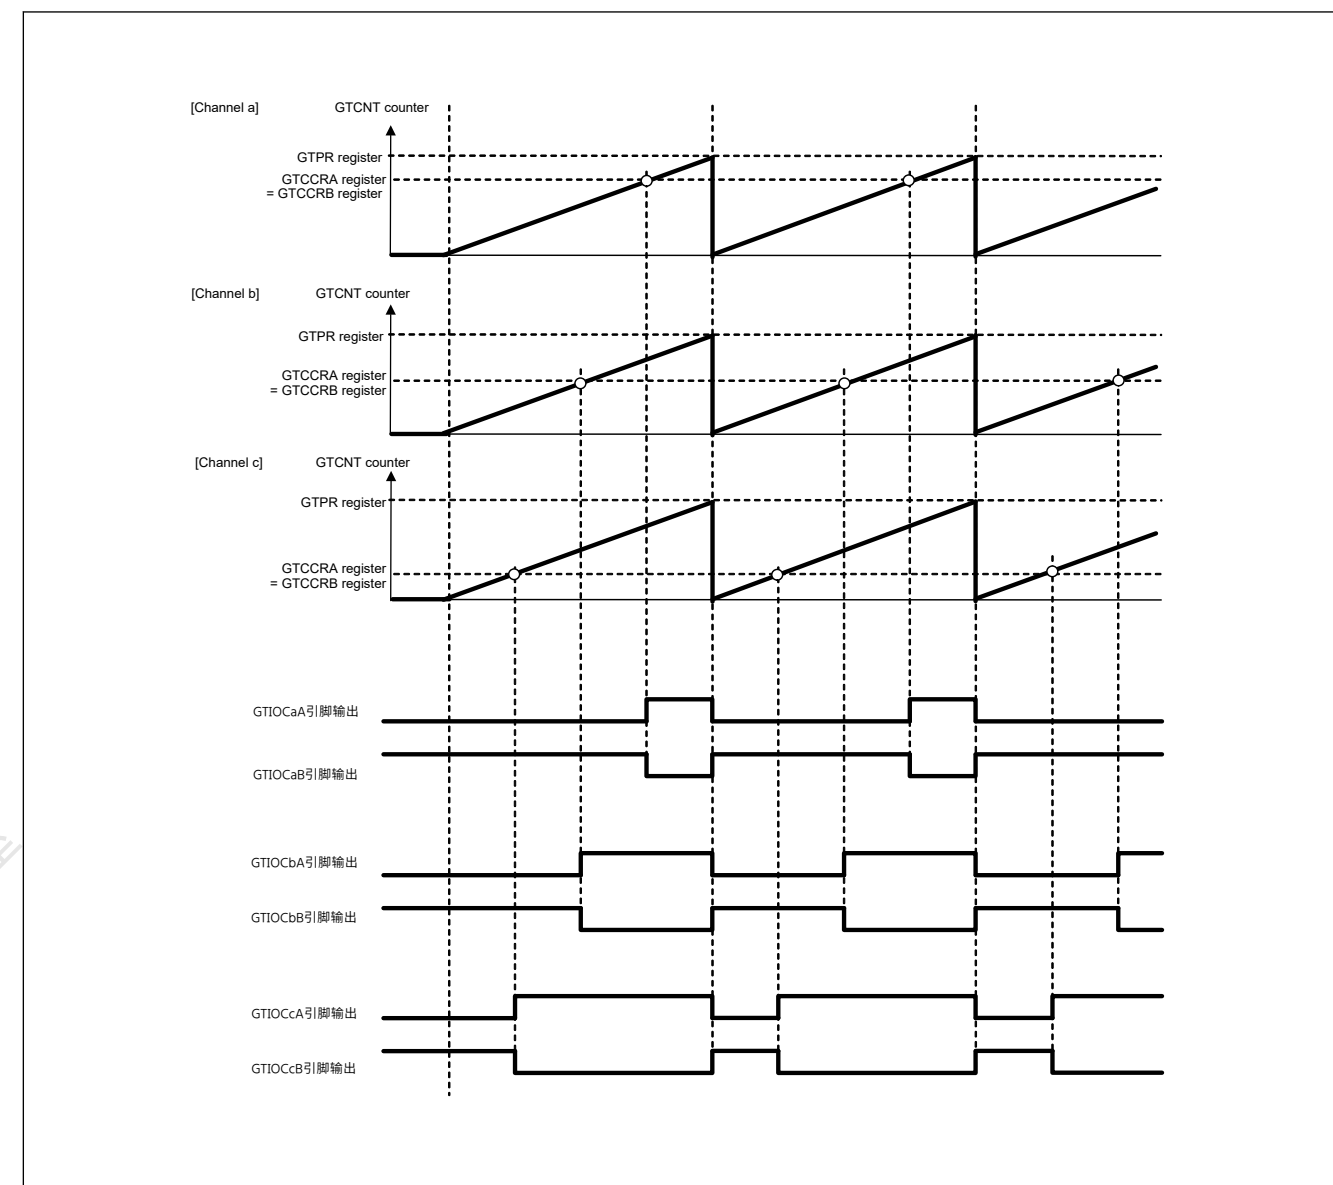 [Channel a] GTCNT counter
GTPR register
GTCCRA register
= GTCCRB register
[Channel b] GTCNT counter
GTPR register
GTCCRA register
= GTCCRB register
[Channel c] GTCNT counter
GTPR register
GTCCRA register
= GTCCRB register
GTIOCaA引脚输出
GTIOCaB引脚输出
GTIOCbA引脚输出
GTIOCbB引脚输出
GTIOCcA引脚输出
GTIOCcB引脚输出